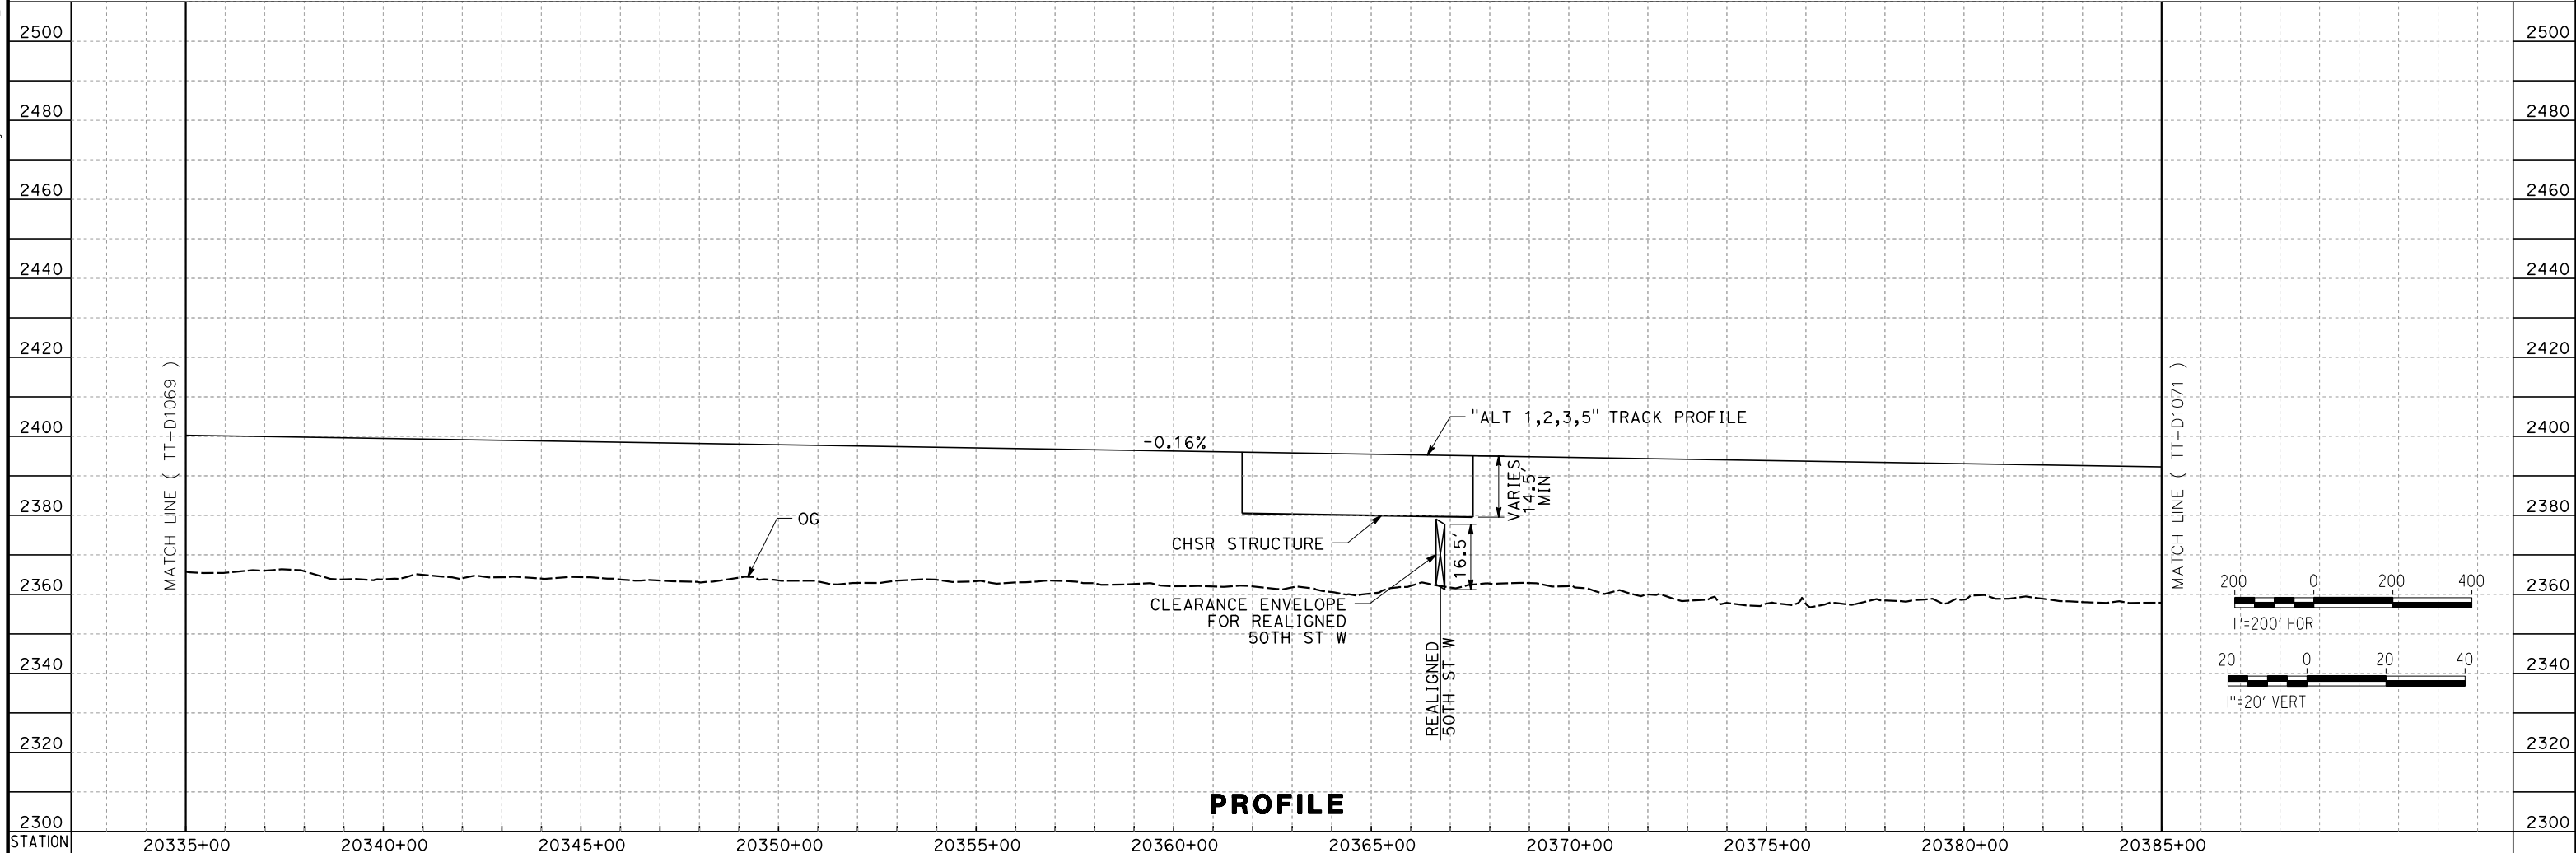 2500
2500
2480
2480
2460
2460
2440
2440
2420
2420
MATCH LINE ( TT-D1069 )
MATCH LINE ( TT-D1071 )
"ALT 1,2,3,5" TRACK PROFILE
2400
-0.16%
2400
VARIES
14.5'
MIN
2380
OG
2380
CHSR STRUCTURE
16.5'
2360
2360
CLEARANCE ENVELOPE
FOR REALIGNED
50TH ST W
200 0 200 400
1"=200' HOR
REALIGNED
50TH ST W
2340
2340
20 0 20 40
1"=20' VERT
2320
2320
PROFILE
2300
2300
STATION
20335+00 20340+00 20345+00 20350+00 20355+00 20360+00 20365+00 20370+00 20375+00 20380+00 20385+00